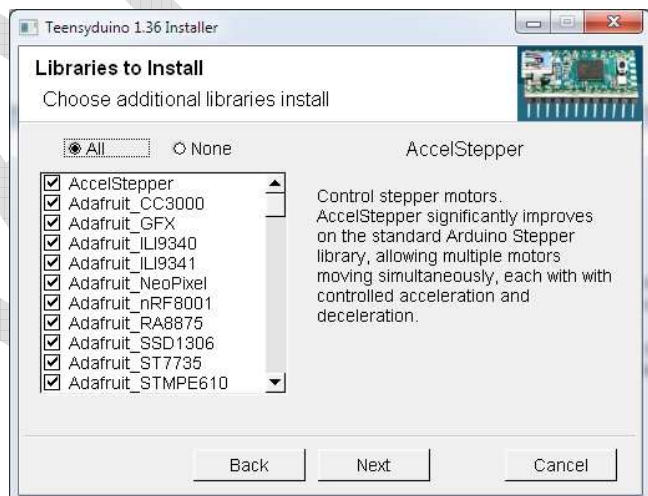 Teensyduino 1.36 Installer
Libraries to Install
Choose additional libraries install
All
None
AccelStepper
Adafruit_CC3000
Adafruit_GFX
Adafruit_ILI9340
Adafruit_ILI9341
Adafruit_NeoPixel
Adafruit_nRF8001
Adafruit_RA8875
Adafruit_SSD1306
Adafruit_ST7735
Adafruit_STMPE610
AccelStepper
Control stepper motors.
AccelStepper significantly improves
on the standard Arduino Stepper
library, allowing multiple motors
moving simultaneously, each with with
controlled acceleration and
deceleration.
Back
Next
Cancel